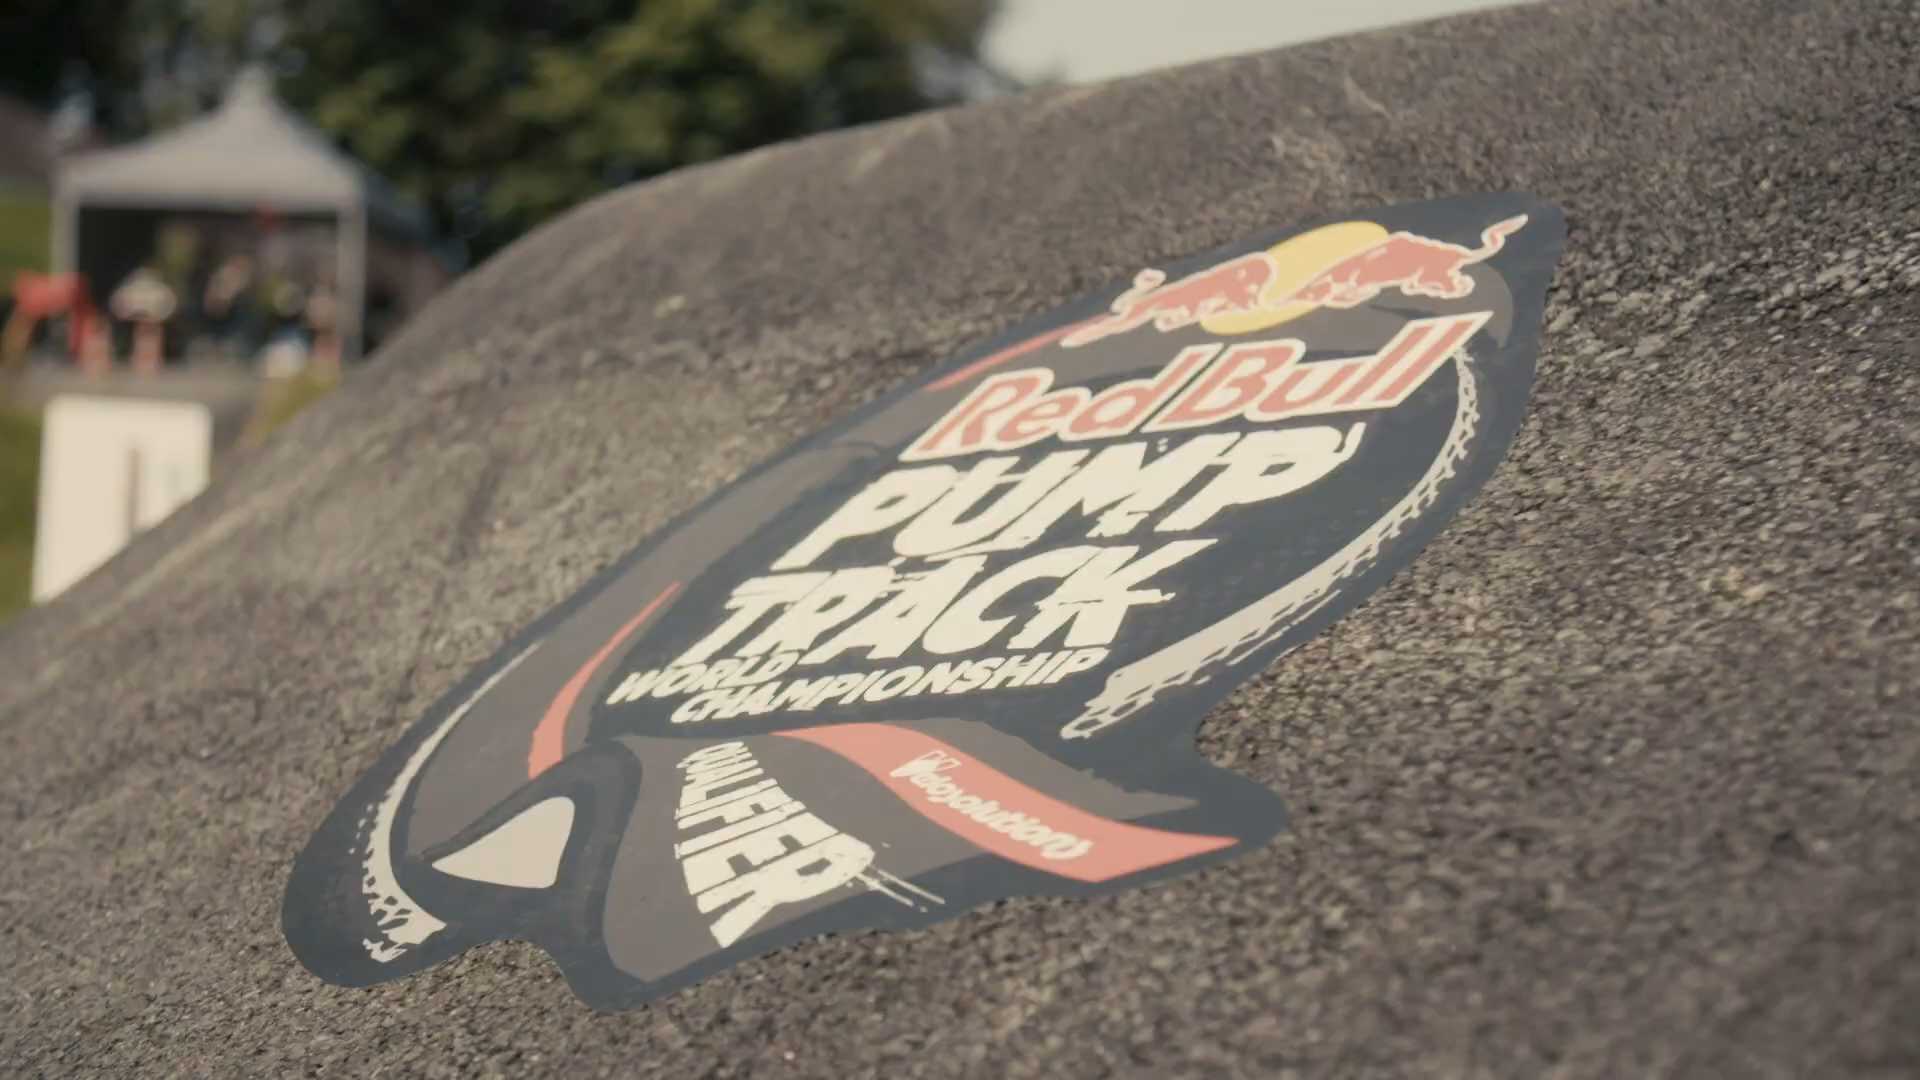 Red Bull
PUMP
TRACK
WORLD
CHAMPIONSHIP
QUALIFIER
velosolutions